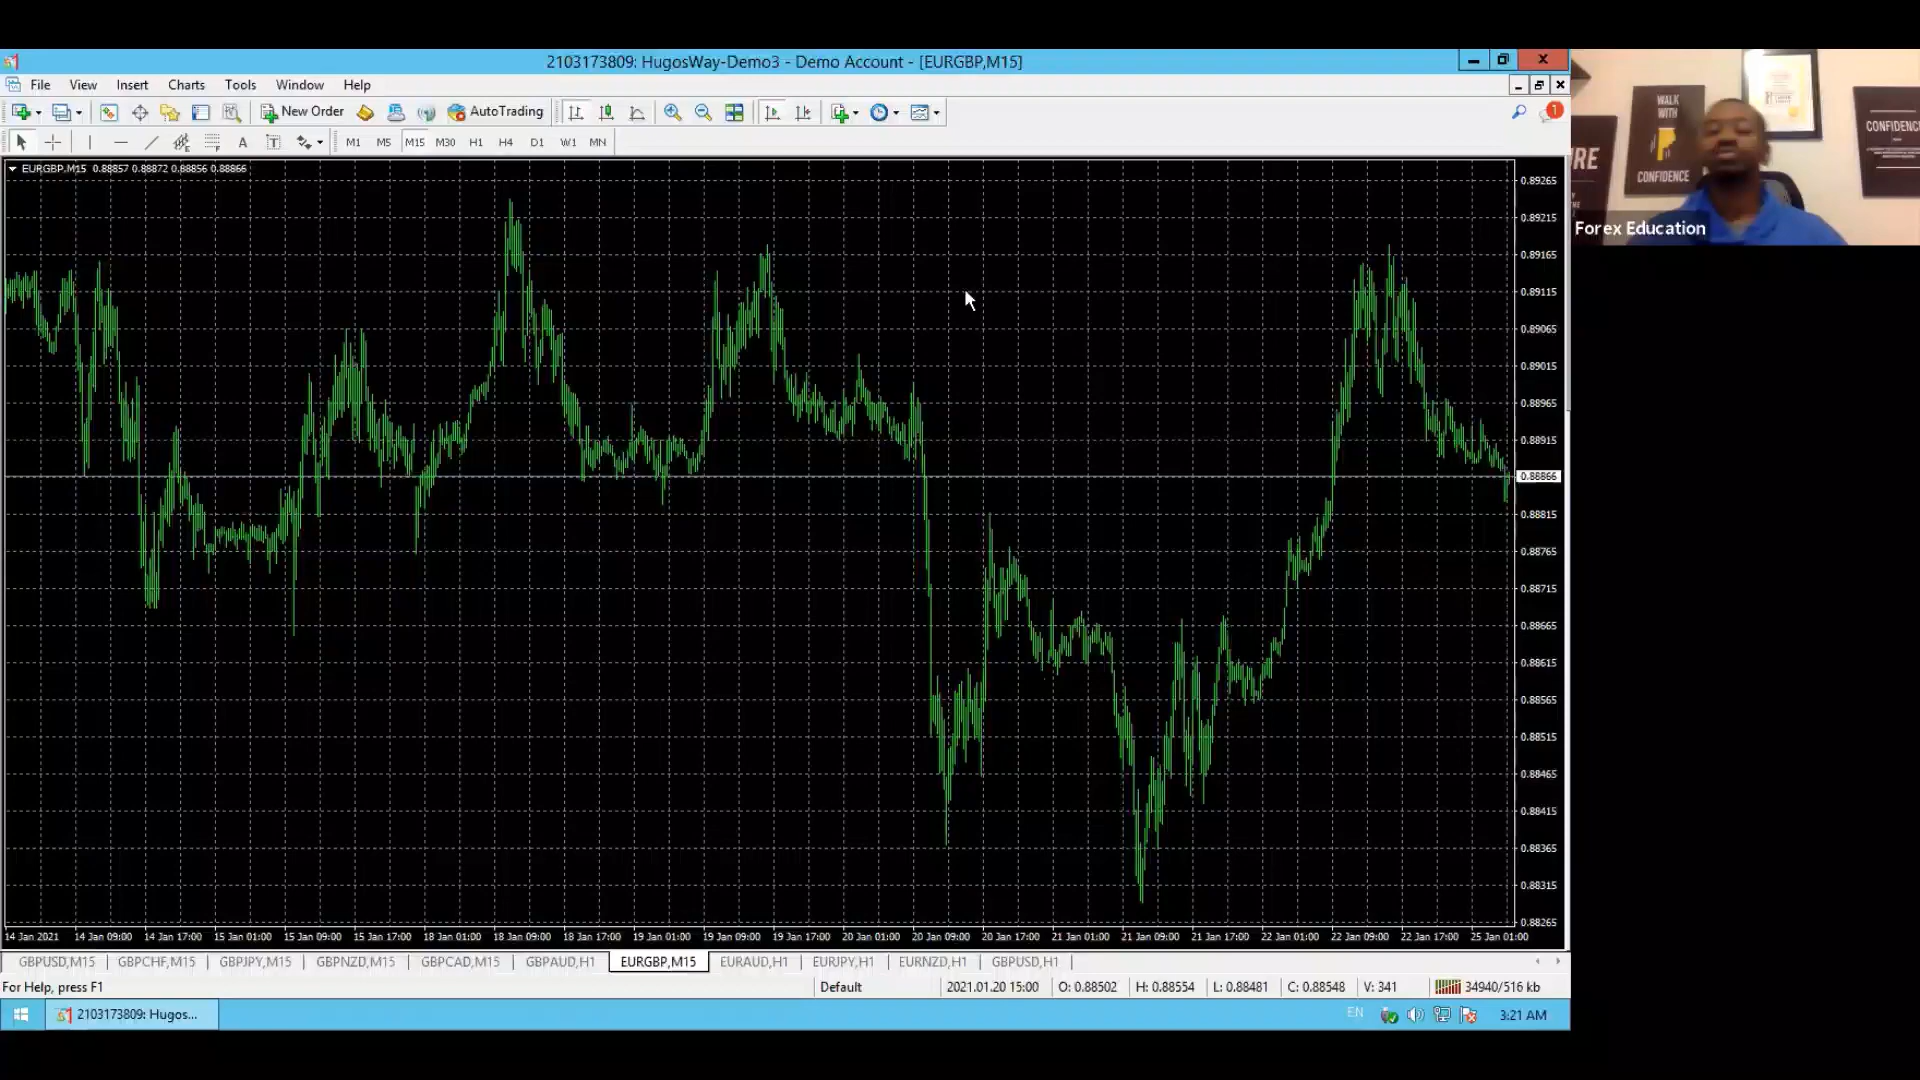 2103173809: HugosWay-Demo3 - Demo Account - [EURGBP,M15]
File View Insert Charts Tools Window Help
New Order AutoTrading
1
A T M1 M5 M15 M30 H1 H4 D1 W1 MN
EURGBP,M15 0.88857 0.88872 0.88856 0.88866
0.89265
0.89215
0.89165
0.89115
0.89065
0.89015
0.88965
0.88915
0.88866
0.88815
0.88765
0.88715
0.88665
0.88615
0.88565
0.88515
0.88465
0.88415
0.88365
0.88315
0.88265
14 Jan 2021 14 Jan 09:00 14 Jan 17:00 15 Jan 01:00 15 Jan 09:00 15 Jan 17:00 18 Jan 01:00 18 Jan 09:00 18 Jan 17:00 19 Jan 01:00 19 Jan 09:00 19 Jan 17:00 20 Jan 01:00 20 Jan 09:00 20 Jan 17:00 21 Jan 01:00 21 Jan 09:00 21 Jan 17:00 22 Jan 01:00 22 Jan 09:00 22 Jan 17:00 25 Jan 01:00
GBPUSD,M15 GBPCHF,M15 GBPJPY,M15 GBPNZD,M15 GBPCAD,M15 GBPAUD,H1 EURGBP,M15 EURAUD,H1 EURJPY,H1 EURNZD,H1 GBPUSD,H1
For Help, press F1 Default 2021.01.20 15:00 O: 0.88502 H: 0.88554 L: 0.88481 C: 0.88548 V: 341 34940/516 kb
2103173809: Hugos... EN 3:21 AM
WALK
WITH
CONFIDENCE
CONFIDENC
RE
Forex Education